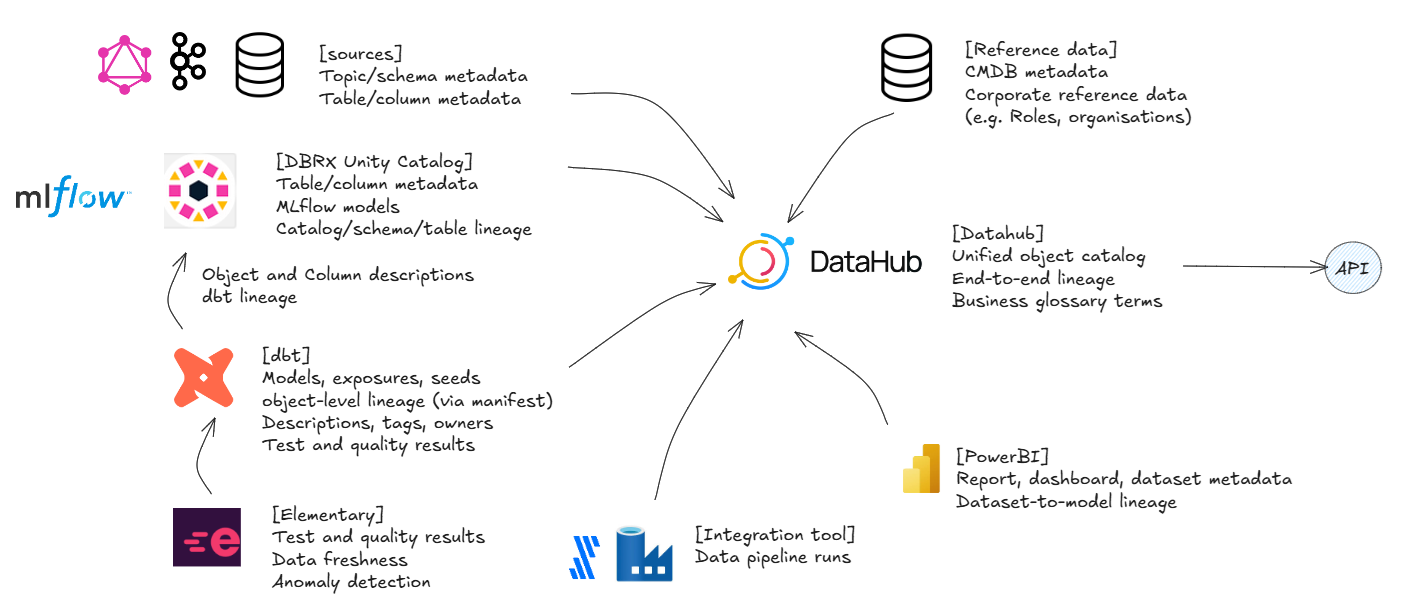 [sources]
Topic/schema metadata
Table/column metadata
[Reference data]
CMDB metadata
Corporate reference data
(e.g. Roles, organisations)
mlflow™
[DBRX Unity Catalog]
Table/column metadata
MLflow models
Catalog/schema/table lineage
DataHub
[Datahub]
Unified object catalog
End-to-end lineage
Business glossary terms
API
Object and Column descriptions
dbt lineage
[dbt]
Models, exposures, seeds
object-level lineage (via manifest)
Descriptions, tags, owners
Test and quality results
[PowerBI]
Report, dashboard, dataset metadata
Dataset-to-model lineage
e
[Elementary]
Test and quality results
Data freshness
Anomaly detection
[Integration tool]
Data pipeline runs